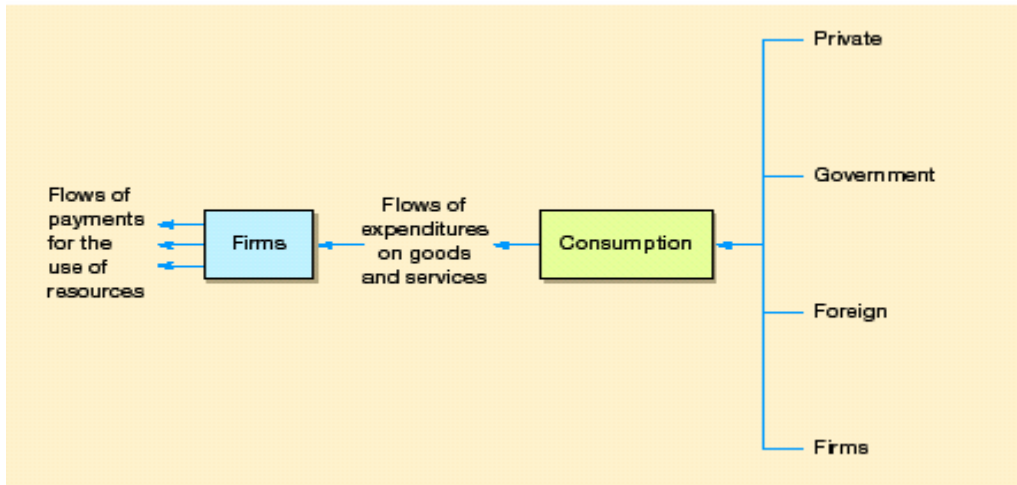 Private
Government
Flows of
payments
for the
use of
resources
Firms
Flows of
expenditures
on goods
and services
Consumption
Foreign
Firms